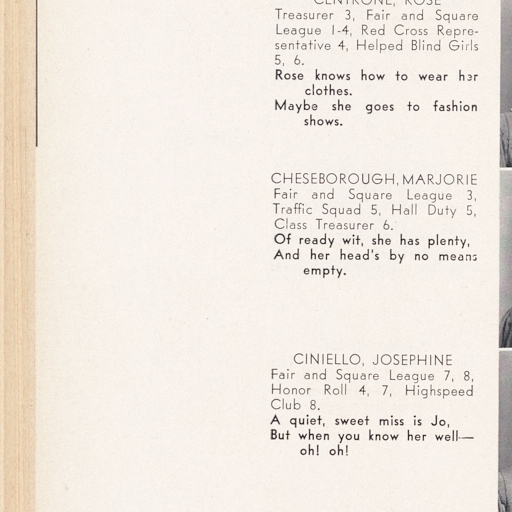 CENTRONE, ROSE
Treasurer 3, Fair and Square
League 1-4, Red Cross Repre-
sentative 4, Helped Blind Girls
5, 6.
Rose knows how to wear her
clothes.
Maybe she goes to fashion
shows.
CHESEBOROUGH, MARJORIE
Fair and Square League 3,
Traffic Squad 5, Hall Duty 5,
Class Treasurer 6.
Of ready wit, she has plenty,
And her head's by no means
empty.
CINIELLO, JOSEPHINE
Fair and Square League 7, 8,
Honor Roll 4, 7, Highspeed
Club 8.
A quiet, sweet miss is Jo,
But when you know her well—
oh! oh!